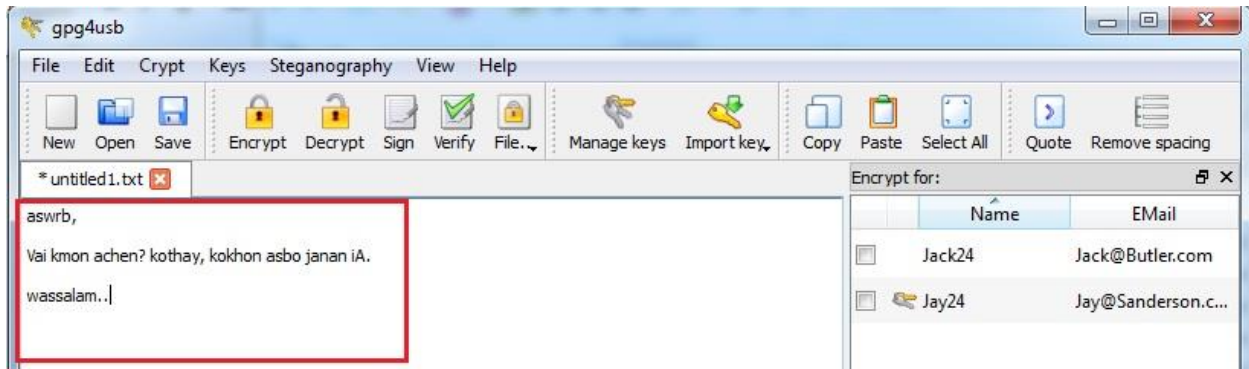 gpg4usb
File Edit Crypt Keys Steganography View Help
New Open Save Encrypt Decrypt Sign Verify File... Manage keys Import key Copy Paste Select All Quote Remove spacing
* untitled1.txt
Encrypt for:
aswrb,
Vai kmon achen? kothay, kokhon asbo janan iA.
wassalam..
Name EMail
Jack24 Jack@Butler.com
Jay24 Jay@Sanderson.c...